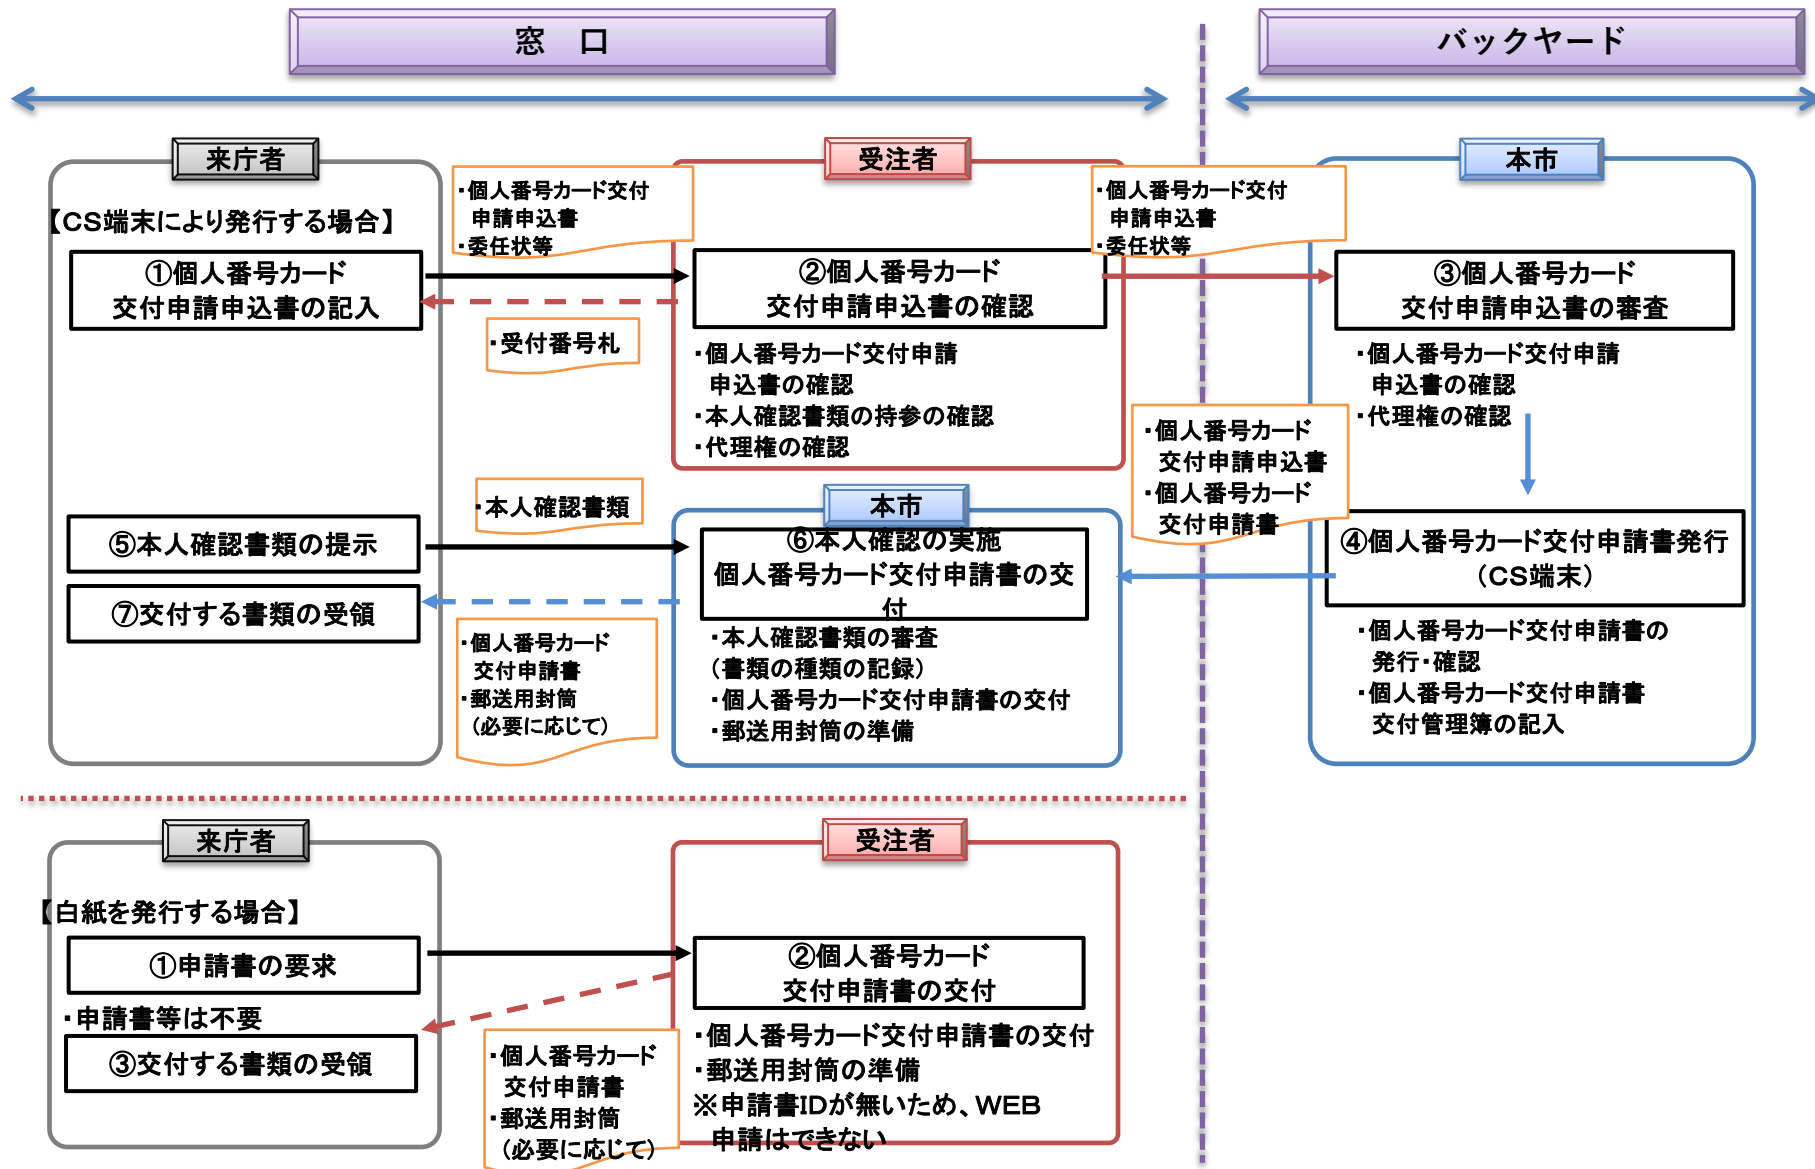 窓　口
バックヤード
来庁者
受注者
本市
【CS端末により発行する場合】
・個人番号カード交付
申請申込書
・委任状等
・個人番号カード交付
申請申込書
・委任状等
①個人番号カード
交付申請申込書の記入
②個人番号カード
交付申請申込書の確認
③個人番号カード
交付申請申込書の審査
・受付番号札
・個人番号カード交付申請
申込書の確認
・本人確認書類の持参の確認
・代理権の確認
・個人番号カード交付申請
申込書の確認
・代理権の確認
・個人番号カード
交付申請申込書
・個人番号カード
交付申請書
・本人確認書類
本市
⑤本人確認書類の提示
⑥本人確認の実施
個人番号カード交付申請書の交
付
④個人番号カード交付申請書発行
（CS端末）
⑦交付する書類の受領
・個人番号カード
交付申請書
・郵送用封筒
（必要に応じて）
・本人確認書類の審査
（書類の種類の記録）
・個人番号カード交付申請書の交付
・郵送用封筒の準備
・個人番号カード交付申請書の
発行・確認
・個人番号カード交付申請書
交付管理簿の記入
来庁者
受注者
【白紙を発行する場合】
①申請書の要求
②個人番号カード
交付申請書の交付
・申請書等は不要
③交付する書類の受領
・個人番号カード
交付申請書
・郵送用封筒
（必要に応じて）
・個人番号カード交付申請書の交付
・郵送用封筒の準備
※申請書IDが無いため、WEB
申請はできない